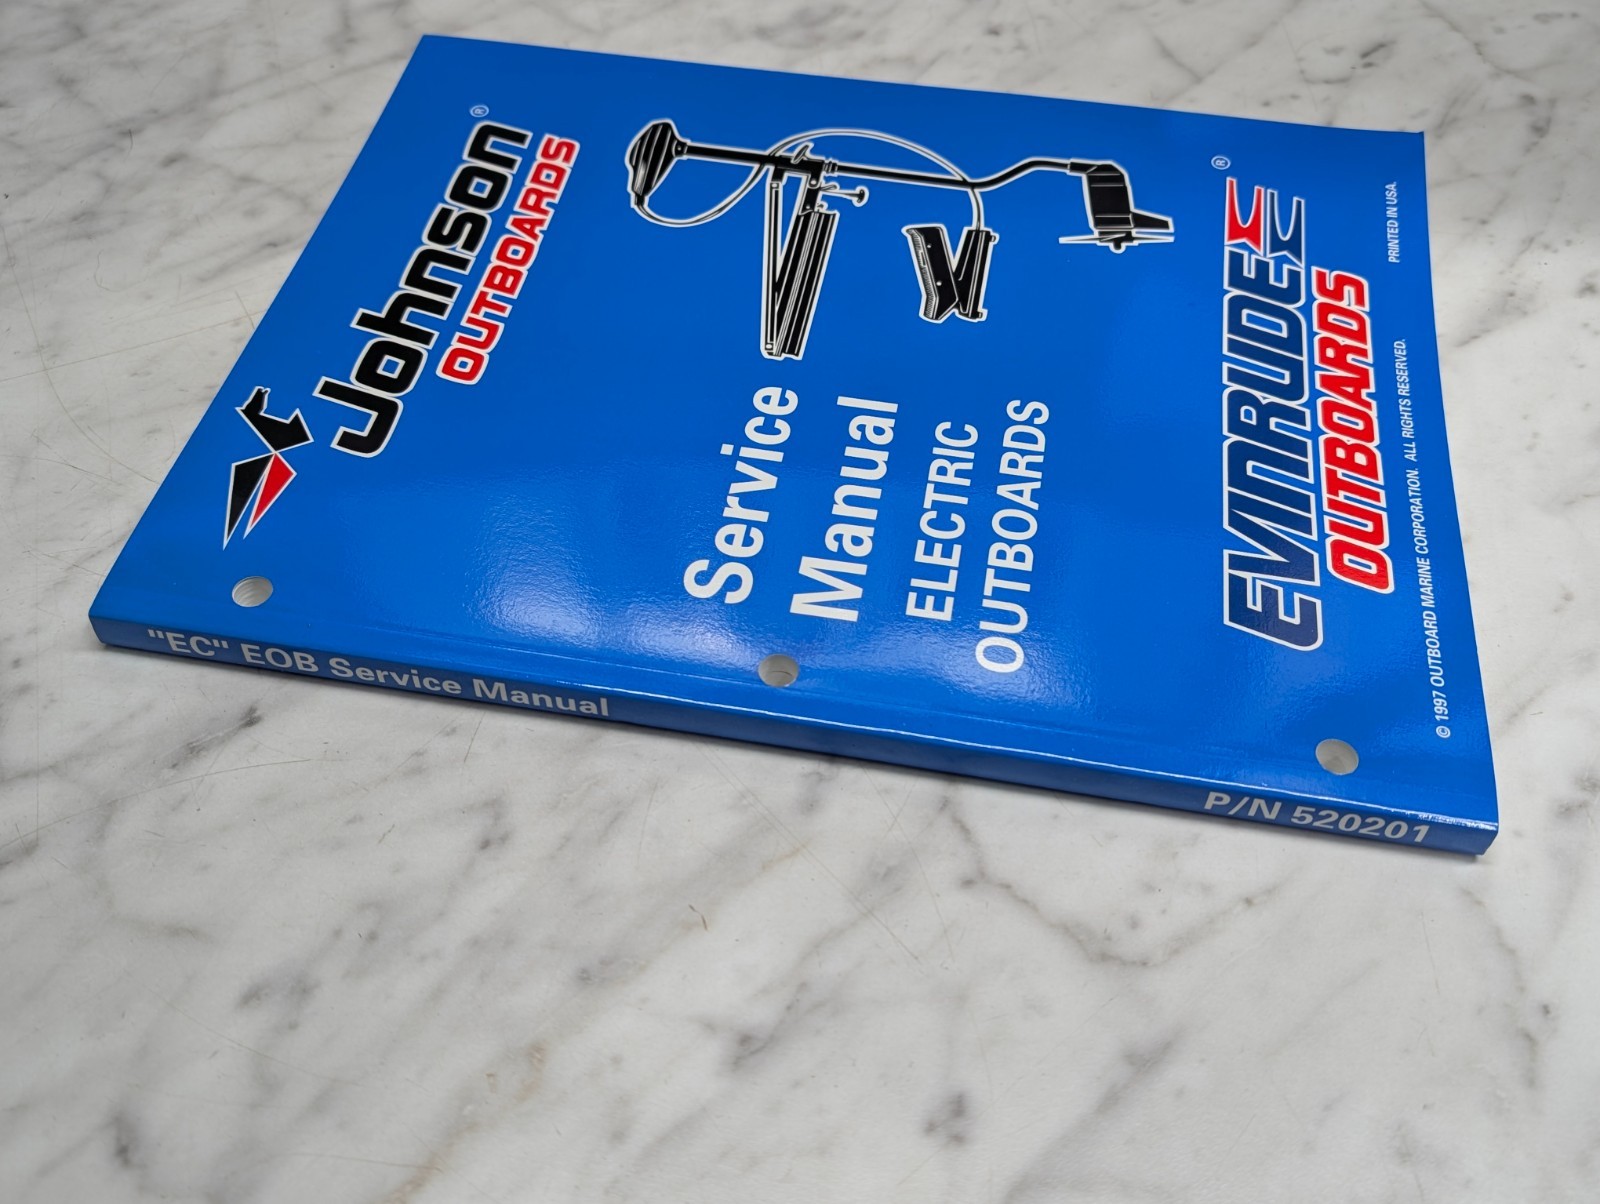 Johnson®
OUTBOARDS
Service
Manual
ELECTRIC
OUTBOARDS
EVINRUDE®
OUTBOARDS
© 1997 OUTBOARD MARINE CORPORATION. ALL RIGHTS RESERVED. PRINTED IN USA.
"EC" EOB Service Manual P/N 520201